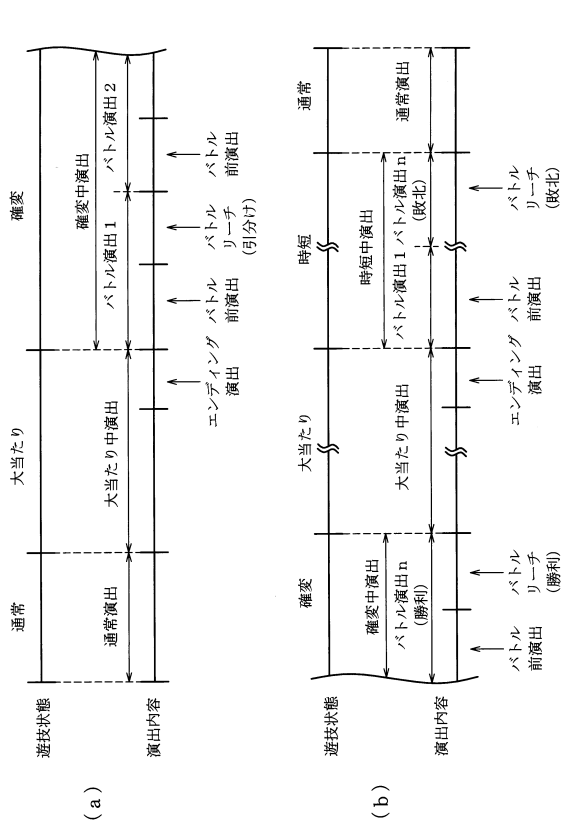 (a)
遊技状態
通常
大当たり
確変
確変中演出
通常演出
大当たり中演出
バトル演出1
バトル演出2
演出内容
エンディング
演出
バトル
前演出
バトル
リーチ
(引分け)
バトル
前演出
(b)
遊技状態
確変
大当たり
時短
通常
確変中演出
時短中演出
バトル演出n
(勝利)
大当たり中演出
バトル演出1
バトル演出n
(敗北)
通常演出
演出内容
バトル
前演出
バトル
リーチ
(勝利)
エンディング
演出
バトル
前演出
バトル
リーチ
(敗北)